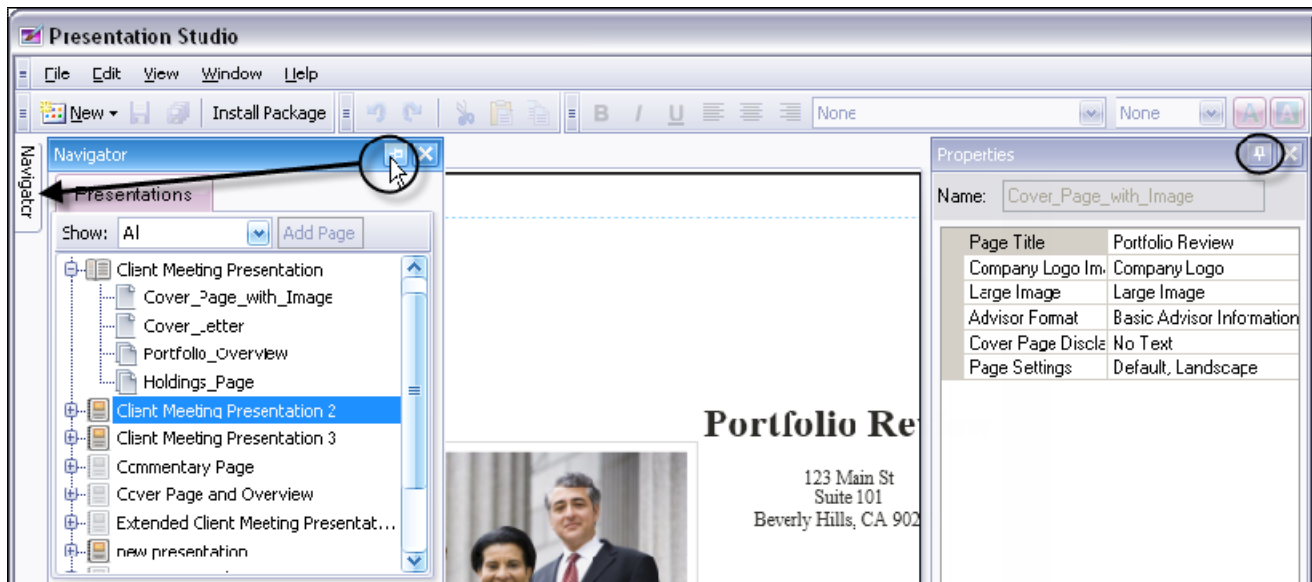 Presentation Studio
File Edit View Window Help
New Install Package B I U None None A A
Navigator
Navigator
Presentations
Show: Al Add Page
Client Meeting Presentation
Cover_Page_with_Image
Cover_Letter
Portfolio_Overview
Holdings_Page
Client Meeting Presentation 2
Client Meeting Presentation 3
Commentary Page
Cover Page and Overview
Extended Client Meeting Presentat...
new presentation
Portfolio Re
123 Main St
Suite 101
Beverly Hills, CA 902
Properties
Name: Cover_Page_with_Image
Page Title Portfolio Review
Company Logo Im Company Logo
Large Image Large Image
Advisor Format Basic Advisor Information
Cover Page Discla No Text
Page Settings Default, Landscape